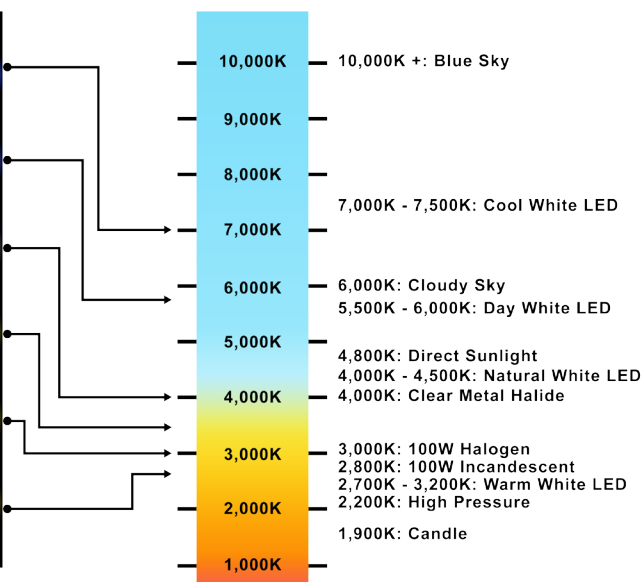 10,000K
10,000K +: Blue Sky
9,000K
8,000K
7,000K - 7,500K: Cool White LED
7,000K
6,000K
6,000K: Cloudy Sky
5,500K - 6,000K: Day White LED
5,000K
4,800K: Direct Sunlight
4,000K - 4,500K: Natural White LED
4,000K
4,000K: Clear Metal Halide
3,000K
3,000K: 100W Halogen
2,800K: 100W Incandescent
2,700K - 3,200K: Warm White LED
2,000K
2,200K: High Pressure
1,900K: Candle
1,000K